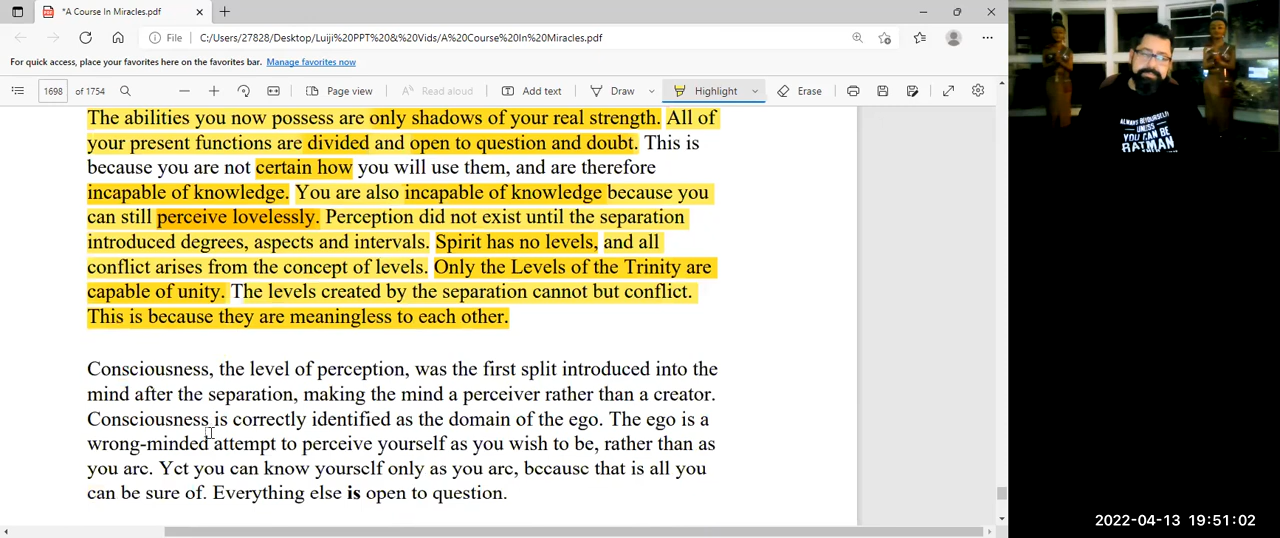 *A Course In Miracles.pdf
File
C:/Users/27828/Desktop/Luiji%20PPT%20&%20Vids/A%20Course%20In%20Miracles.pdf
For quick access, place your favorites here on the favorites bar. Manage favorites now
1698 of 1754
Page view
Read aloud
Add text
Draw
Highlight
Erase
The abilities you now possess are only shadows of your real strength. All of
your present functions are divided and open to question and doubt. This is
because you are not certain how you will use them, and are therefore
incapable of knowledge. You are also incapable of knowledge because you
can still perceive lovelessly. Perception did not exist until the separation
introduced degrees, aspects and intervals. Spirit has no levels, and all
conflict arises from the concept of levels. Only the Levels of the Trinity are
capable of unity. The levels created by the separation cannot but conflict.
This is because they are meaningless to each other.
Consciousness, the level of perception, was the first split introduced into the
mind after the separation, making the mind a perceiver rather than a creator.
Consciousness is correctly identified as the domain of the ego. The ego is a
wrong-minded attempt to perceive yourself as you wish to be, rather than as
you are. Yet you can know yourself only as you are, because that is all you
can be sure of. Everything else is open to question.
ALWAYS BE YOURSELF
UNLESS
YOU CAN BE
BATMAN
2022-04-13 19:51:02